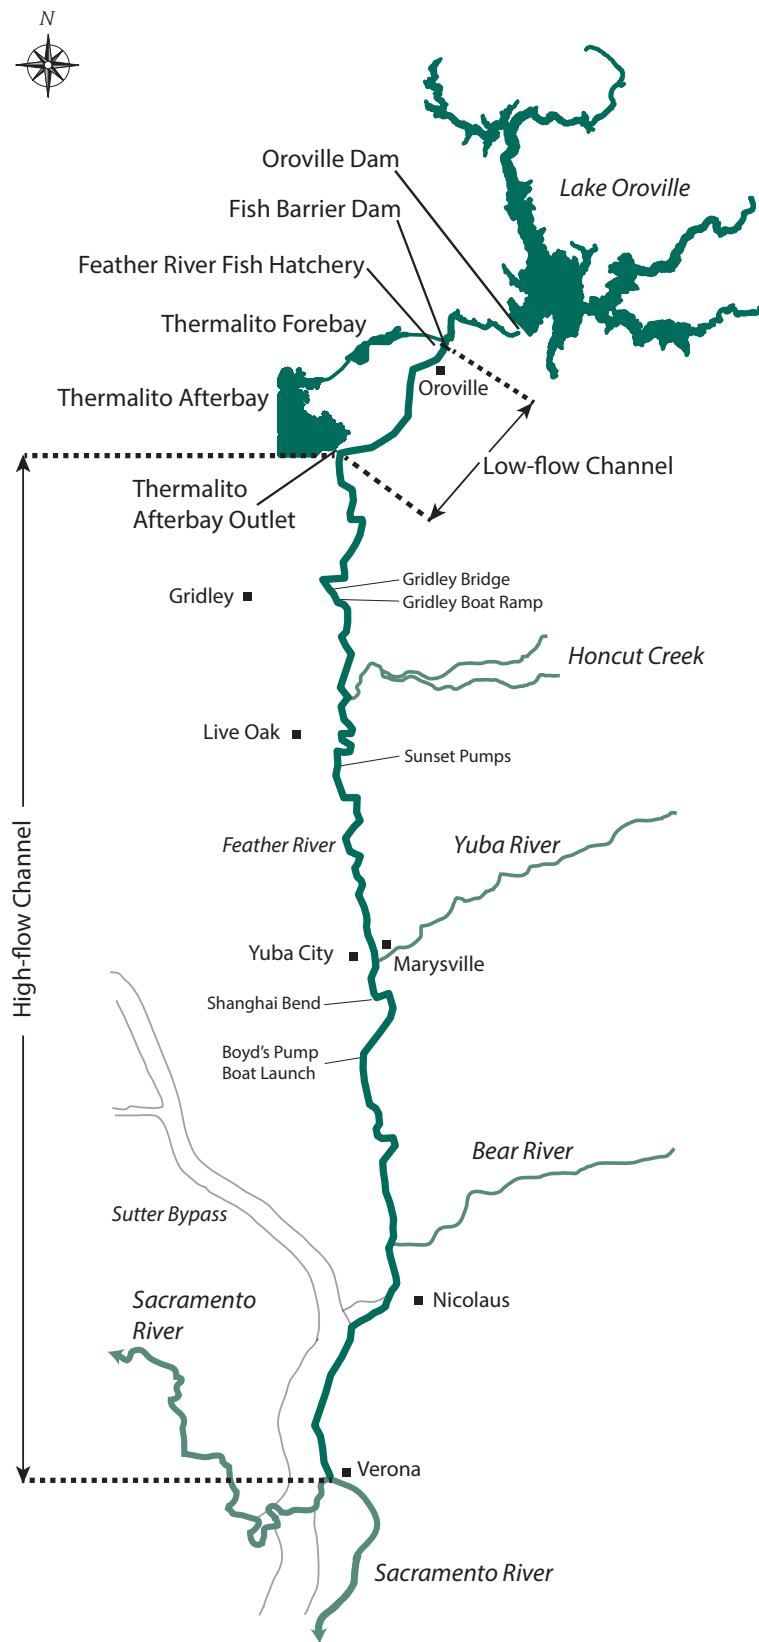 N
Oroville Dam
Lake Oroville
Fish Barrier Dam
Feather River Fish Hatchery
Thermalito Forebay
Oroville
Thermalito Afterbay
Low-flow Channel
Thermalito
Afterbay Outlet
Gridley Bridge
Gridley
Gridley Boat Ramp
Honcut Creek
Live Oak
Sunset Pumps
Feather River
Yuba River
High-flow Channel
Yuba City
Marysville
Shanghai Bend
Boyd's Pump
Boat Launch
Bear River
Sutter Bypass
Sacramento
River
Nicolaus
Verona
Sacramento River